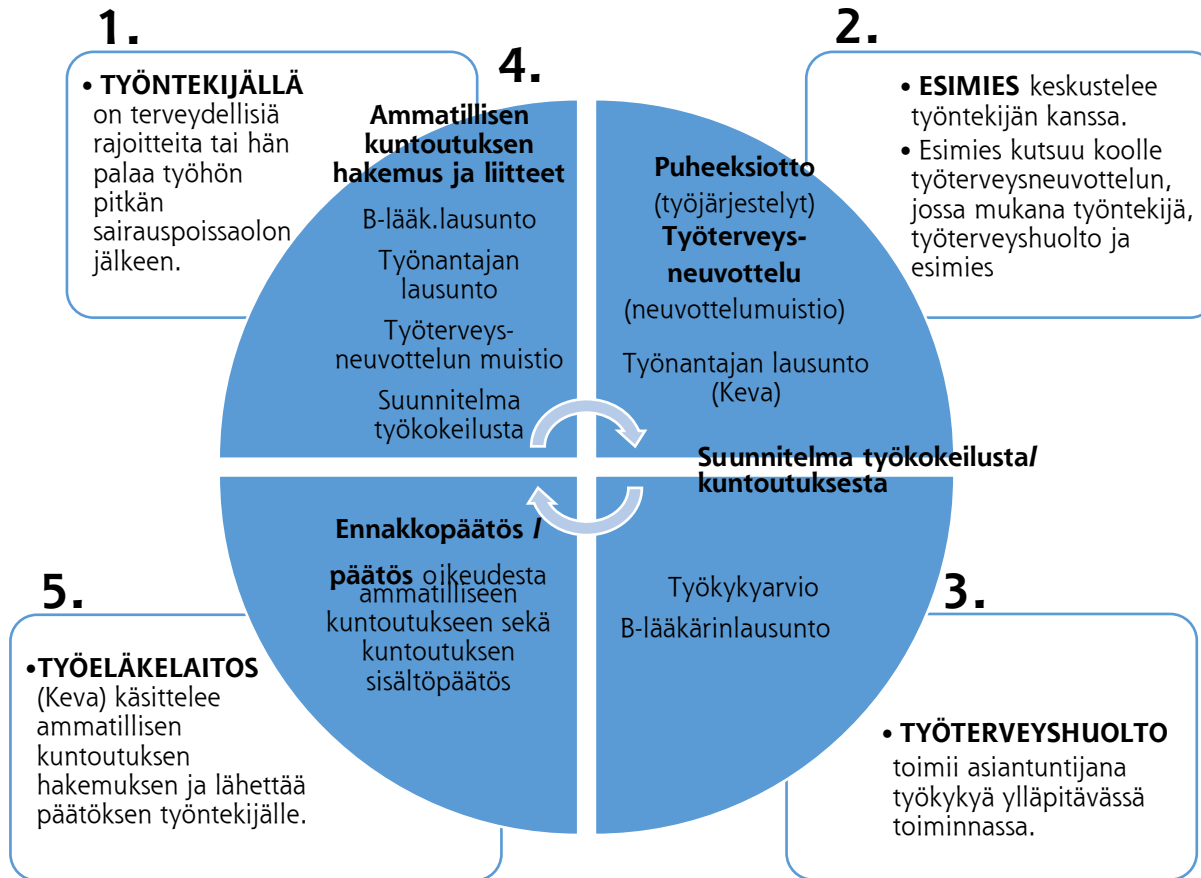 1.
• TYÖNTEKIJÄLLÄ
on terveydellisiä
rajoitteita tai hän
palaa työhön
pitkän
sairauspoissaolon
jälkeen.
2.
• ESIMIES keskustelee
työntekijän kanssa.
• Esimies kutsuu koolle
työterveysneuvottelun,
jossa mukana työntekijä,
työterveyshuolto ja
esimies
4.
Ammatillisen
kuntoutuksen
hakemus ja liitteet
B-lääk.lausunto
Työnantajan
lausunto
Työterveys-
neuvottelun muistio
Suunnitelma
työkokeilusta
Puheeksiotto
(työjärjestelyt)
Työterveys-
neuvottelu
(neuvottelumuistio)
Työnantajan lausunto
(Keva)
Suunnitelma työkokeilusta/
kuntoutuksesta
Työkykyarvio
B-lääkärinlausunto
3.
• TYÖTERVEYSHUOLTO
toimii asiantuntijana
työkykyä ylläpitävässä
toiminnassa.
Ennakkopäätös /
päätös oikeudesta
ammatilliseen
kuntoutukseen sekä
kuntoutuksen
sisältöpäätös
5.
•TYÖELÄKELAITOS
(Keva) käsittelee
ammatillisen
kuntoutuksen
hakemuksen ja lähettää
päätöksen työntekijälle.